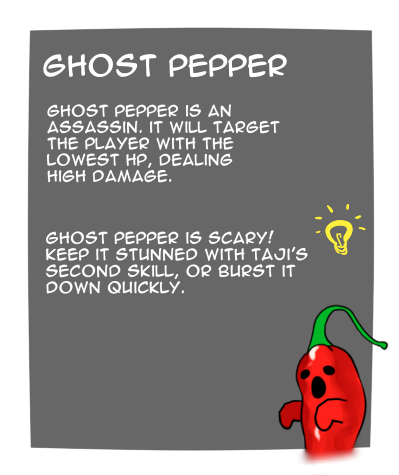 GHOST PEPPER
GHOST PEPPER IS AN
ASSASSIN. IT WILL TARGET
THE PLAYER WITH THE
LOWEST HP, DEALING
HIGH DAMAGE.
GHOST PEPPER IS SCARY!
KEEP IT STUNNED WITH TAJI'S
SECOND SKILL, OR BURST IT
DOWN QUICKLY.